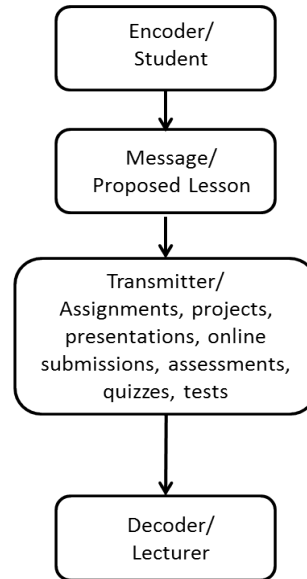 Encoder/
Student
Message/
Proposed Lesson
Transmitter/
Assignments, projects,
presentations, online
submissions, assessments,
quizzes, tests
Decoder/
Lecturer